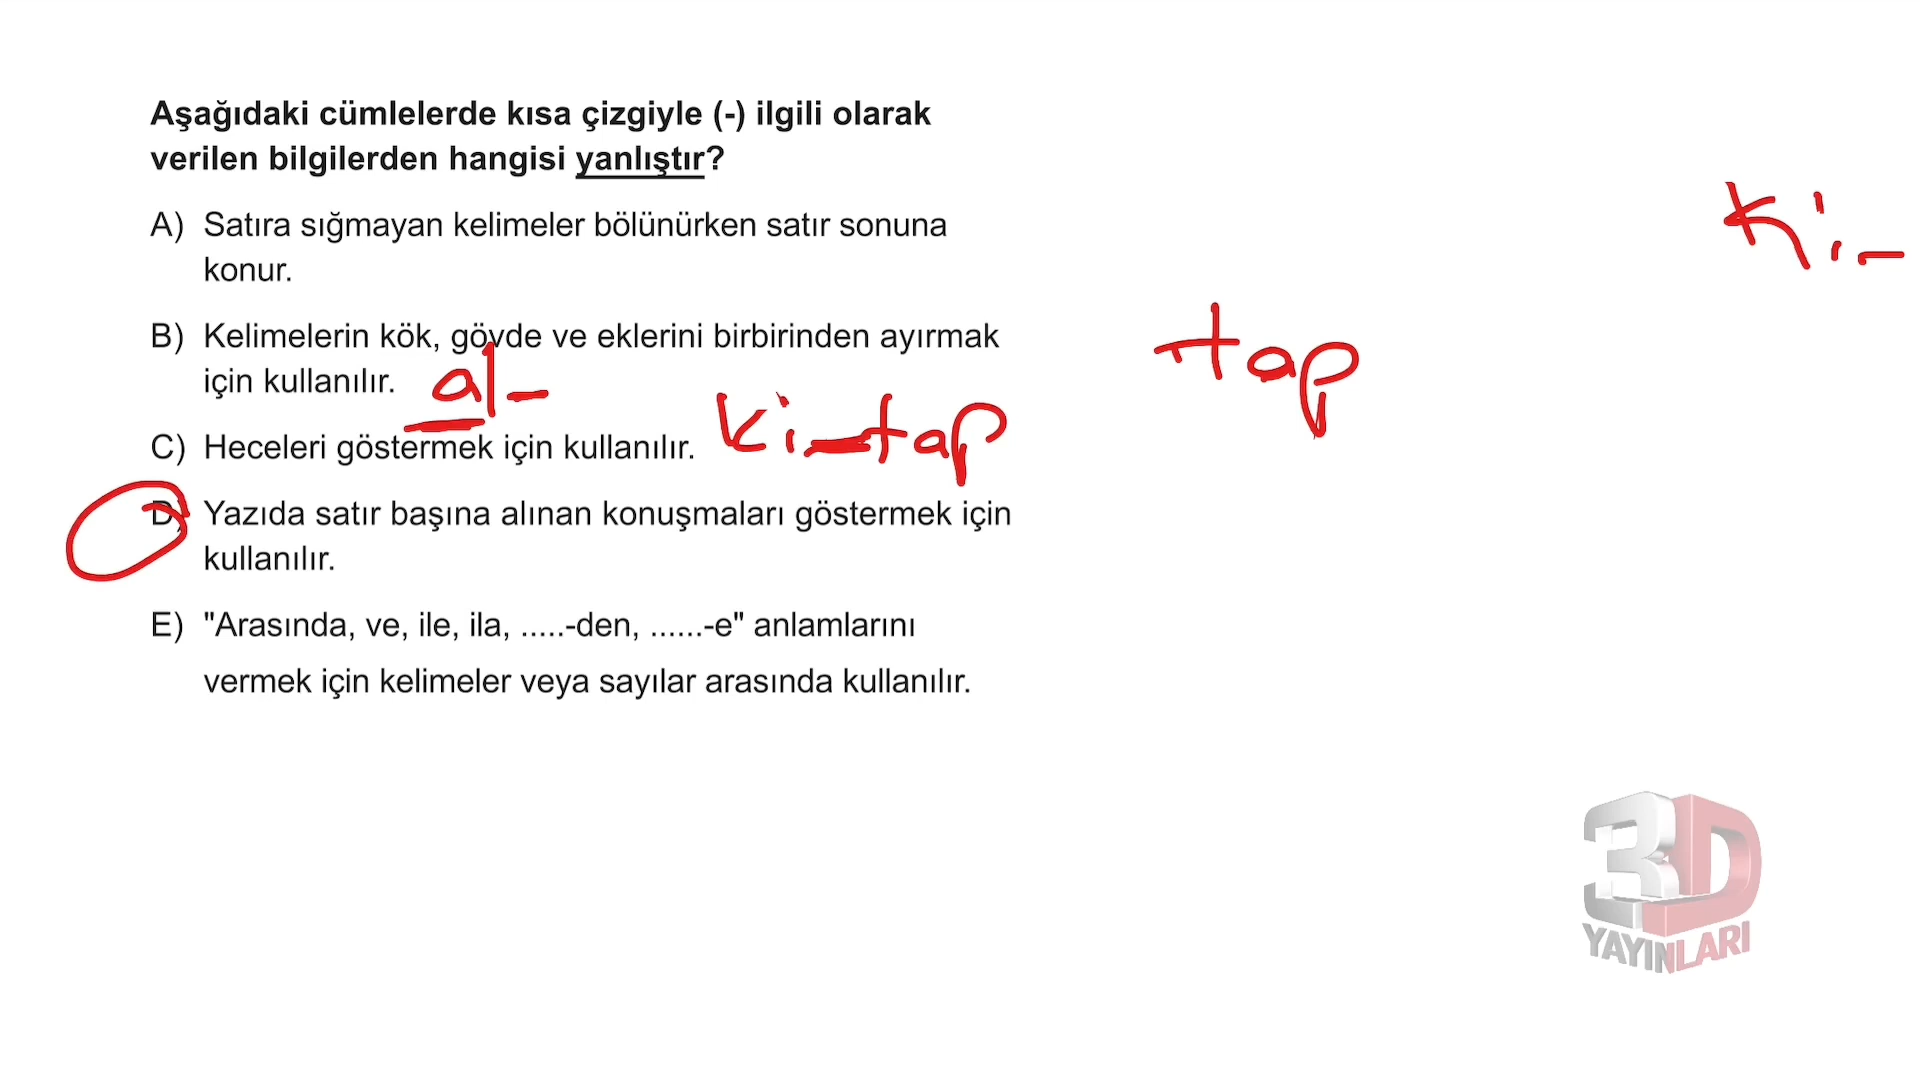 Aşağıdaki cümlelerde kısa çizgiyle (-) ilgili olarak
verilen bilgilerden hangisi yanlıştır?
A) Satıra sığmayan kelimeler bölünürken satır sonuna
konur.
ki-
tap
B) Kelimelerin kök, gövde ve eklerini birbirinden ayırmak
için kullanılır. al-
C) Heceleri göstermek için kullanılır. ki-tap
D) Yazıda satır başına alınan konuşmaları göstermek için
kullanılır.
E) "Arasında, ve, ile, ila, .....-den, ......-e" anlamlarını
vermek için kelimeler veya sayılar arasında kullanılır.
3D
YAYINLARI